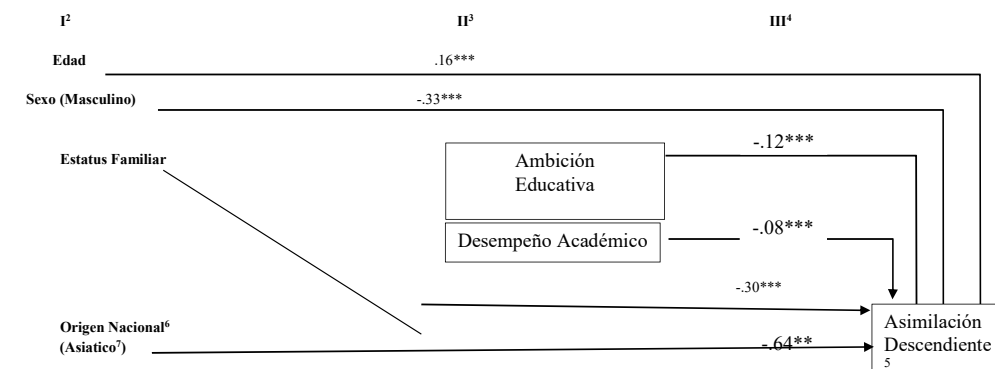 I² II³ III⁴
Edad .16***
Sexo (Masculino) -.33***
-.12***
Estatus Familiar
Ambición
Educativa
Desempeño Académico -.08***
-.30***
Origen Nacional⁶
(Asiatico⁷)
-.64**
Asimilación
Descendiente
5